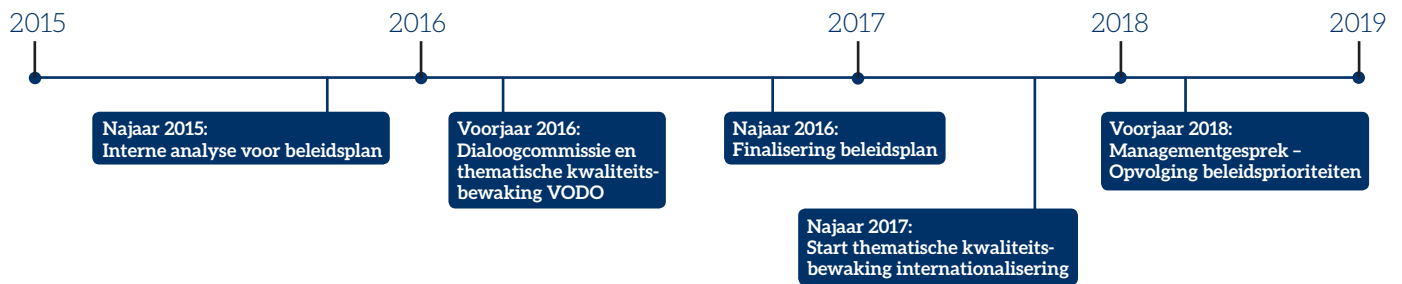 2015
2016
2017
2018
2019
Najaar 2015:
Interne analyse voor beleidsplan
Voorjaar 2016:
Dialoogcommissie en
thematische kwaliteits-
bewaking VODO
Najaar 2016:
Finalisering beleidsplan
Najaar 2017:
Start thematische kwaliteits-
bewaking internationalisering
Voorjaar 2018:
Managementgesprek –
Opvolging beleidsprioriteiten